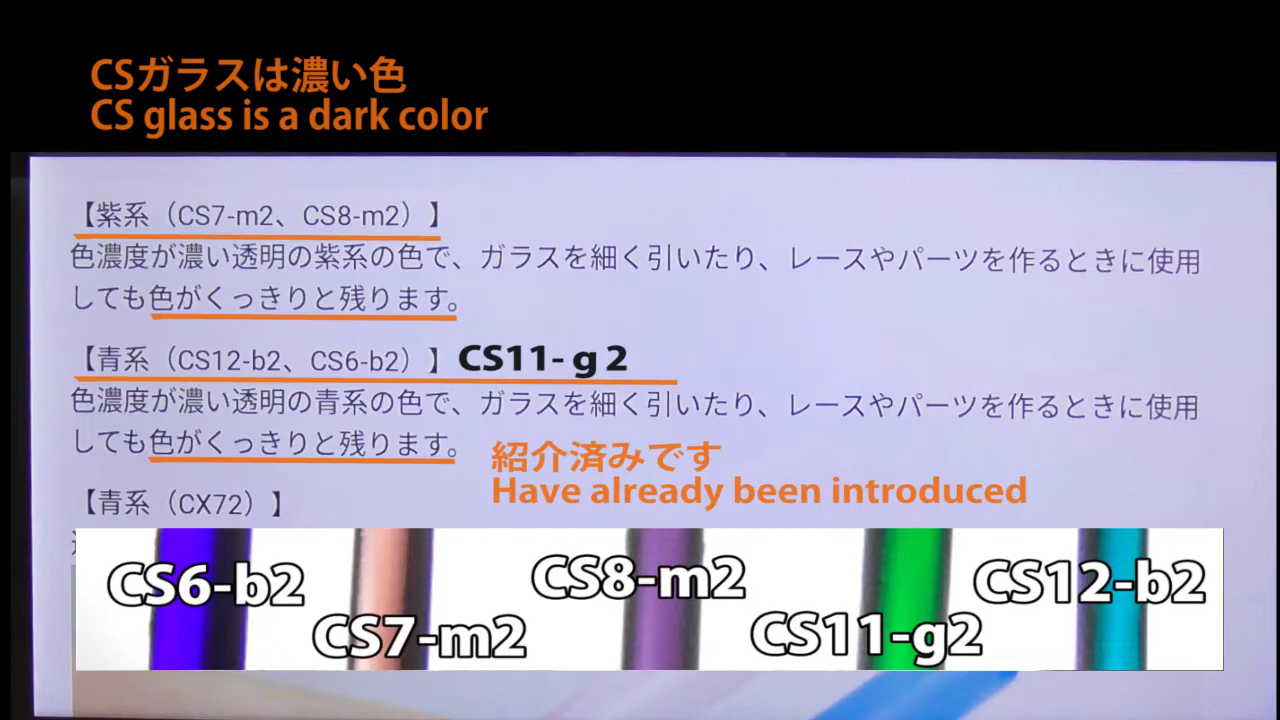 CSガラスは濃い色
CS glass is a dark color
【紫系（CS7-m2、CS8-m2）】
色濃度が濃い透明の紫系の色で、ガラスを細く引いたり、レースやパーツを作るときに使用
しても色がくっきりと残ります。
【青系（CS12-b2、CS6-b2）】CS11- g 2
色濃度が濃い透明の青系の色で、ガラスを細く引いたり、レースやパーツを作るときに使用
しても色がくっきりと残ります。
紹介済みです
Have already been introduced
【青系（CX72）】
CS6-b2
CS7-m2
CS8-m2
CS11-g2
CS12-b2